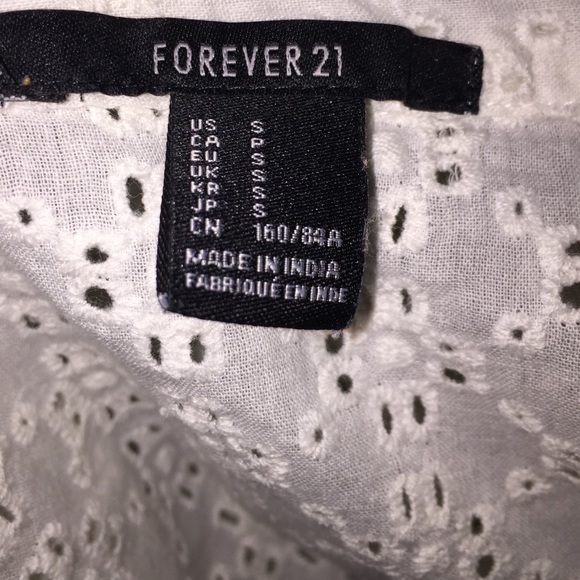 FOREVER 21
US S
CA P
EU S
UK S
KR S
JP S
CN 160/84A
MADE IN INDIA
FABRIQUÉ EN INDE